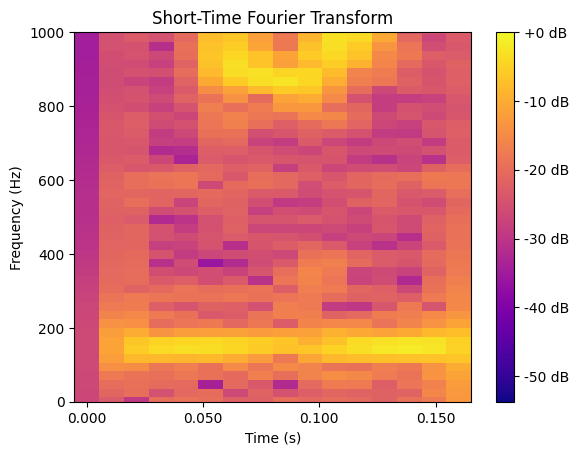 Short-Time Fourier Transform
1000
800
600
400
200
0
Frequency (Hz)
0.000
0.050
0.100
0.150
Time (s)
+0 dB
-10 dB
-20 dB
-30 dB
-40 dB
-50 dB